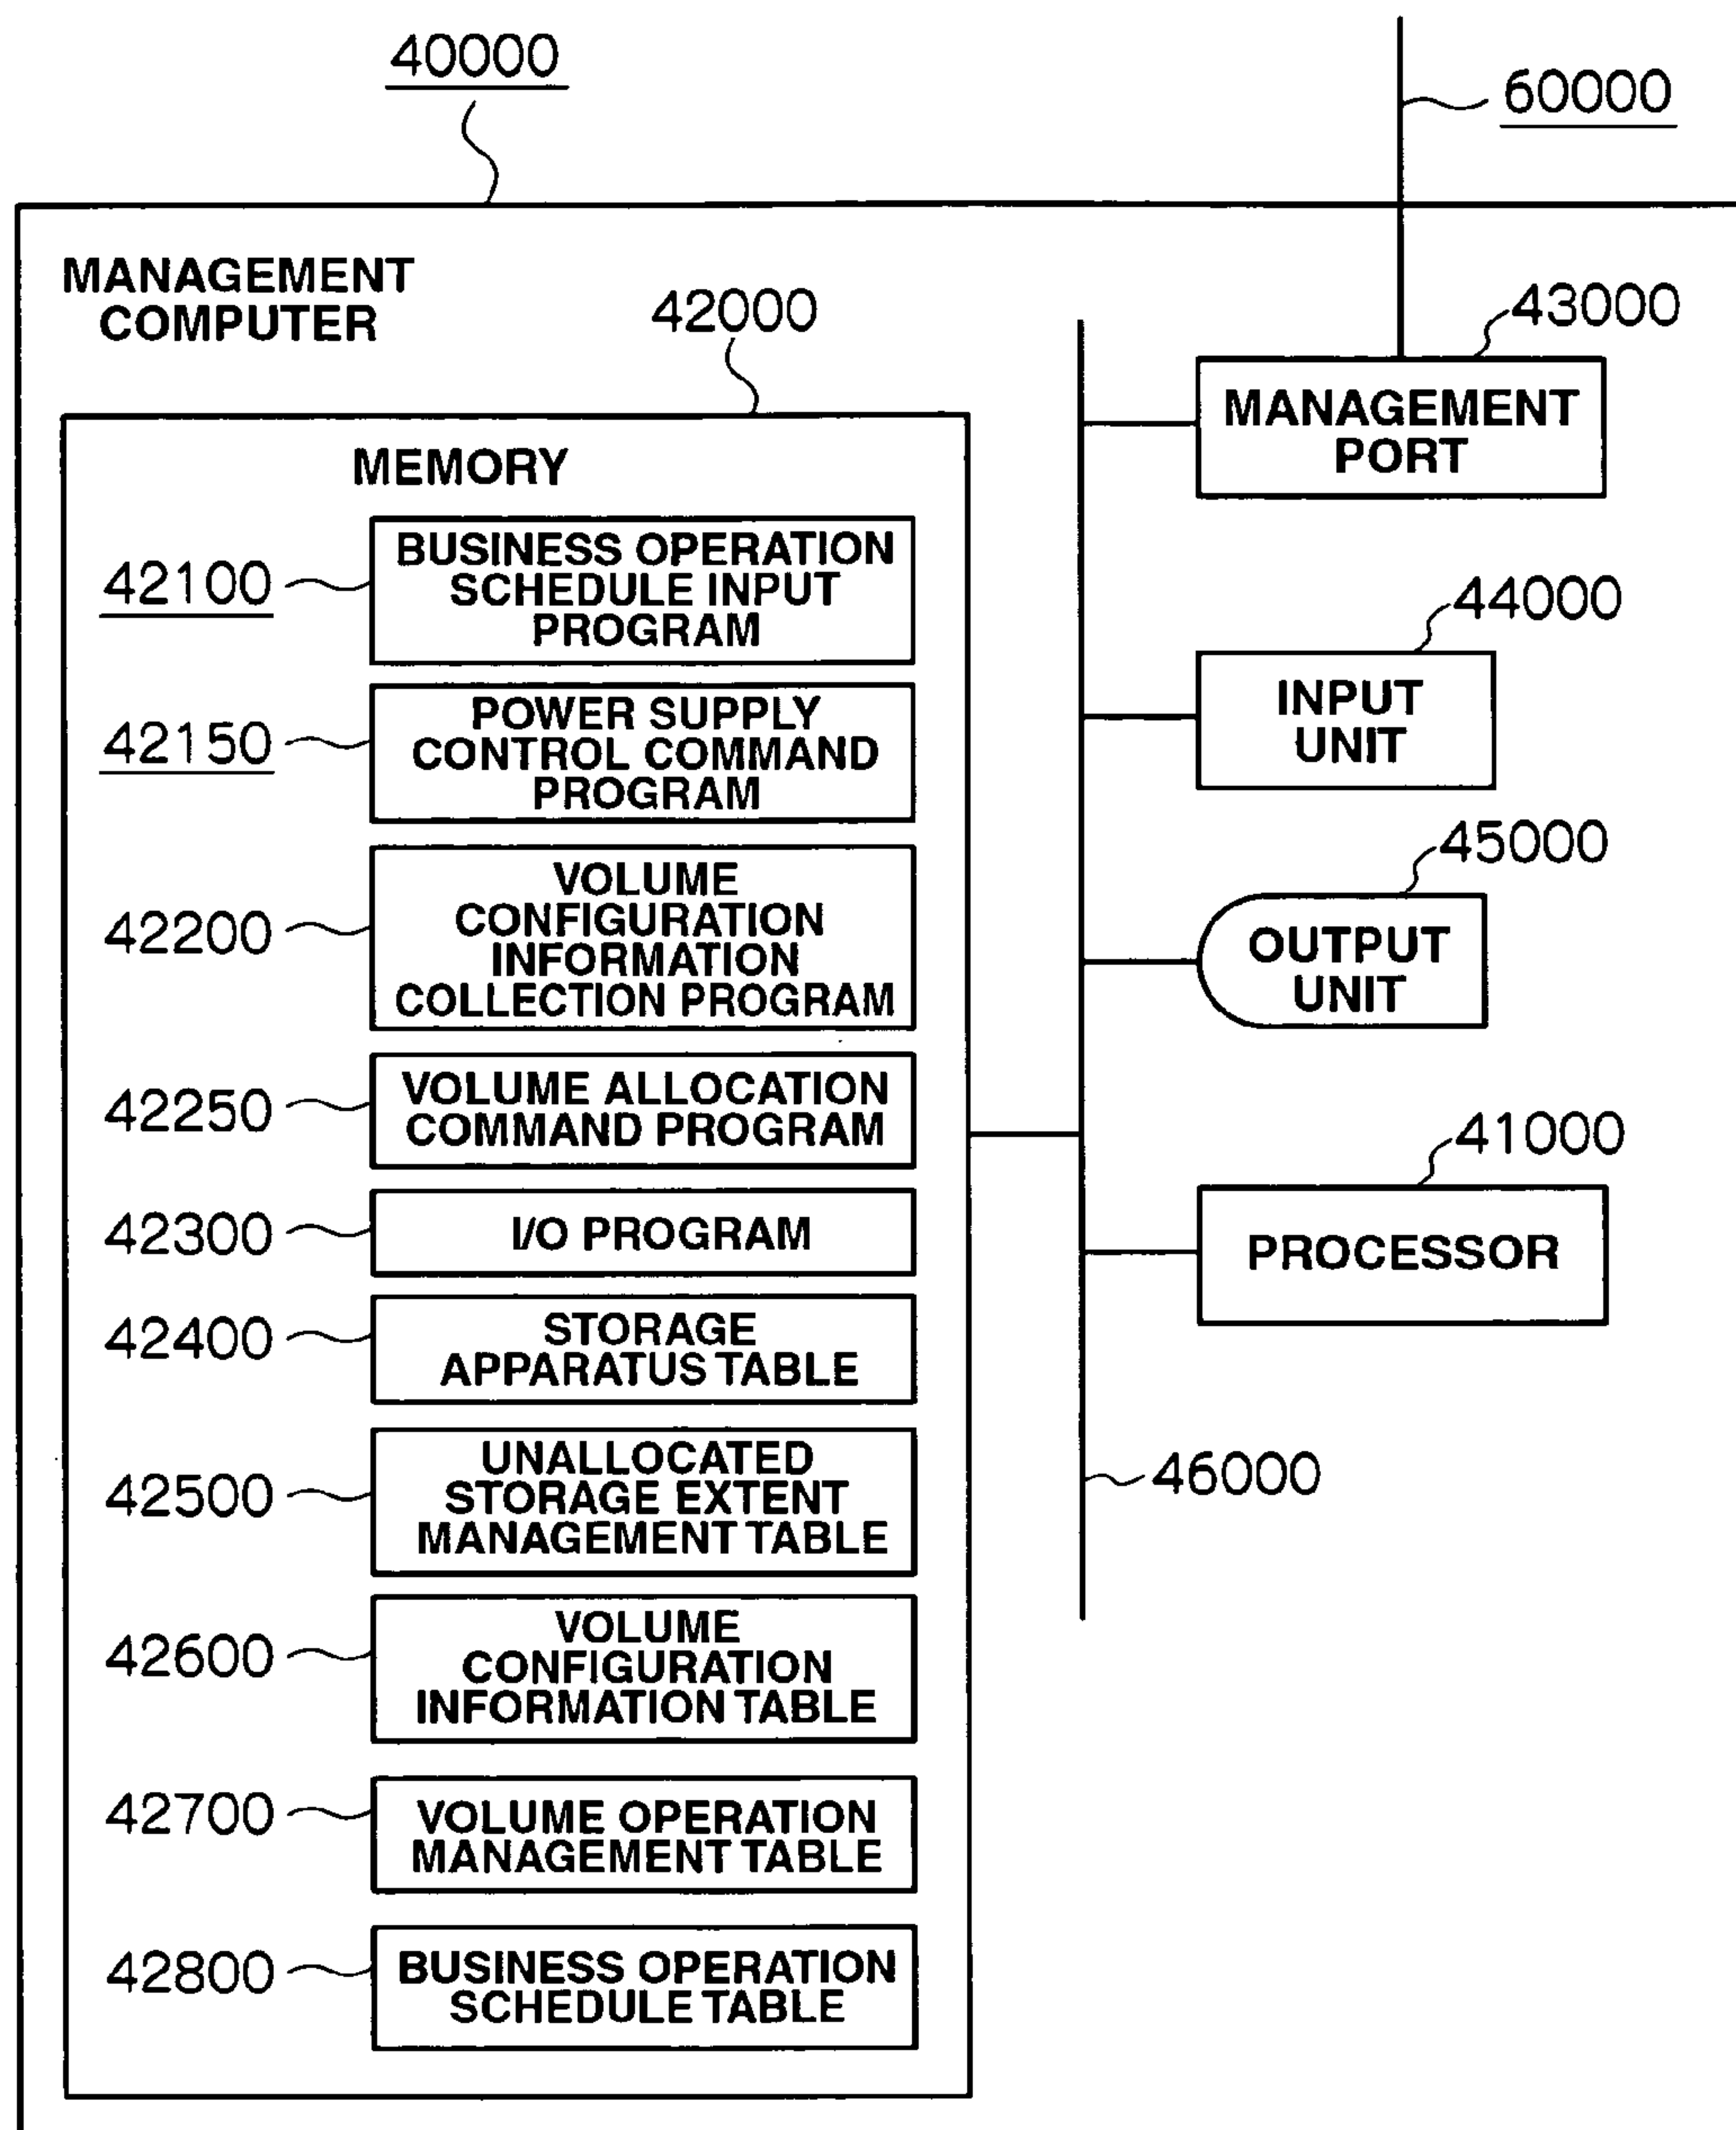 40000
60000
MANAGEMENT
COMPUTER
42000
43000
MANAGEMENT
PORT
MEMORY
42100
BUSINESS OPERATION
SCHEDULE INPUT
PROGRAM
44000
INPUT
UNIT
42150
POWER SUPPLY
CONTROL COMMAND
PROGRAM
45000
OUTPUT
UNIT
42200
VOLUME
CONFIGURATION
INFORMATION
COLLECTION PROGRAM
42250
VOLUME ALLOCATION
COMMAND PROGRAM
41000
PROCESSOR
42300
I/O PROGRAM
42400
STORAGE
APPARATUS TABLE
42500
UNALLOCATED
STORAGE EXTENT
MANAGEMENT TABLE
46000
42600
VOLUME
CONFIGURATION
INFORMATION TABLE
42700
VOLUME OPERATION
MANAGEMENT TABLE
42800
BUSINESS OPERATION
SCHEDULE TABLE